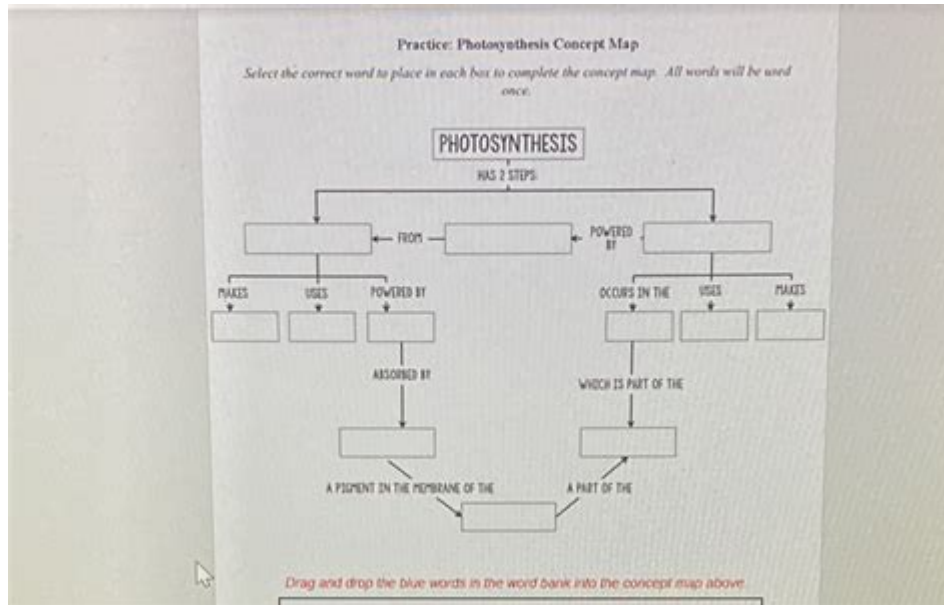 Practice: Photosynthesis Concept Map
Select the correct word to place in each box to complete the concept map. All words will be used
once.
PHOTOSYNTHESIS
HAS 2 STEPS
FROM
POWERED
BY
MAKES
USES
POWERED BY
OCCURS IN THE
USES
MAKES
ABSORBED BY
WHICH IS PART OF THE
A PIGMENT IN THE MEMBRANE OF THE
A PART OF THE
Drag and drop the blue words in the word bank into the concept map above.